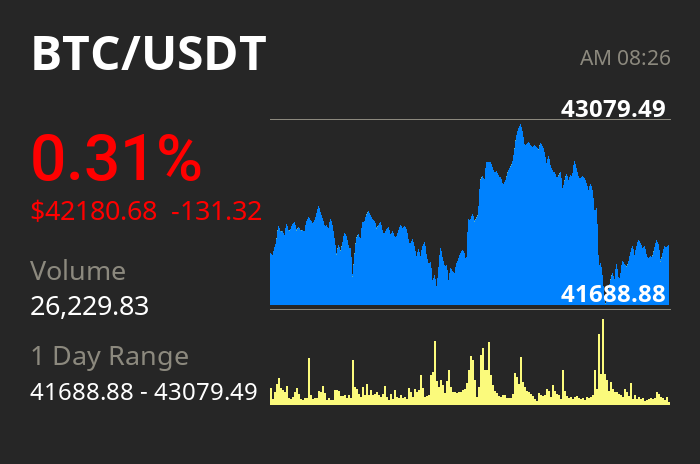 BTC/USDT
AM 08:26
43079.49
0.31%
$42180.68 -131.32
Volume
26,229.83
41688.88
1 Day Range
41688.88 - 43079.49